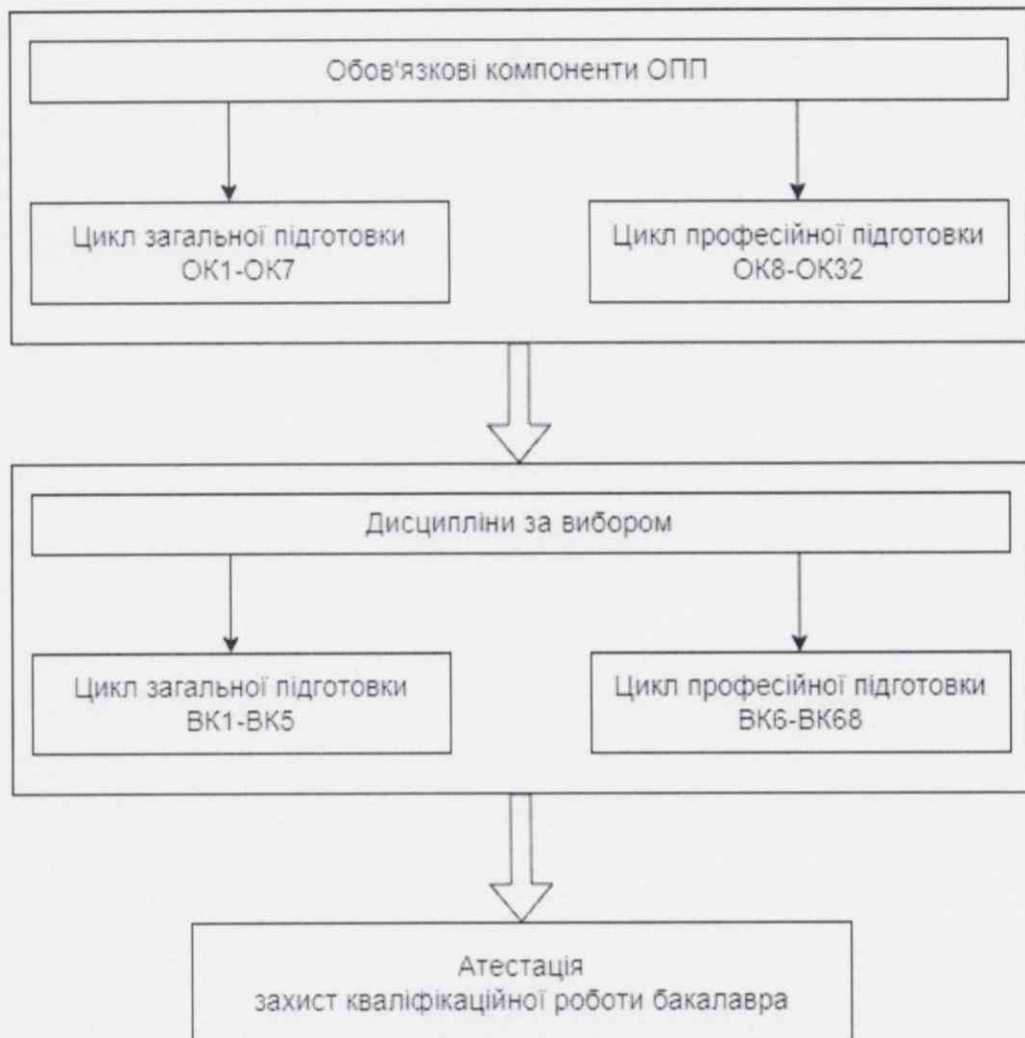 Обов'язкові компоненти ОПП
Цикл загальної підготовки
ОК1-ОК7
Цикл професійної підготовки
ОК8-ОК32
Дисципліни за вибором
Цикл загальної підготовки
ВК1-ВК5
Цикл професійної підготовки
ВК6-ВК68
Атестація
захист кваліфікаційної роботи бакалавра